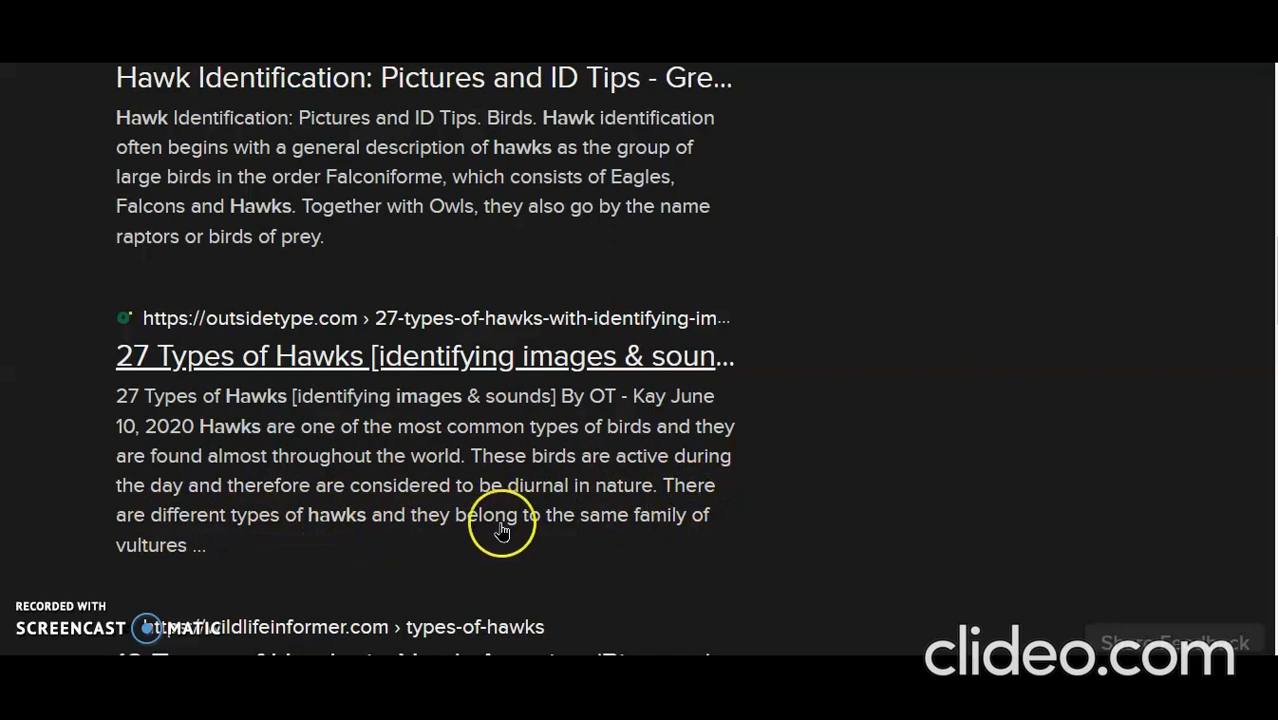 Hawk Identification: Pictures and ID Tips - Gre...
Hawk Identification: Pictures and ID Tips. Birds. Hawk identification
often begins with a general description of hawks as the group of
large birds in the order Falconiforme, which consists of Eagles,
Falcons and Hawks. Together with Owls, they also go by the name
raptors or birds of prey.
https://outsidetype.com › 27-types-of-hawks-with-identifying-im...
27 Types of Hawks [identifying images & soun...
27 Types of Hawks [identifying images & sounds] By OT - Kay June
10, 2020 Hawks are one of the most common types of birds and they
are found almost throughout the world. These birds are active during
the day and therefore are considered to be diurnal in nature. There
are different types of hawks and they belong to the same family of
vultures ...
RECORDED WITH
SCREENCAST MATIC
https://wildlifeinformer.com › types-of-hawks
Share Feedback
clideo.com